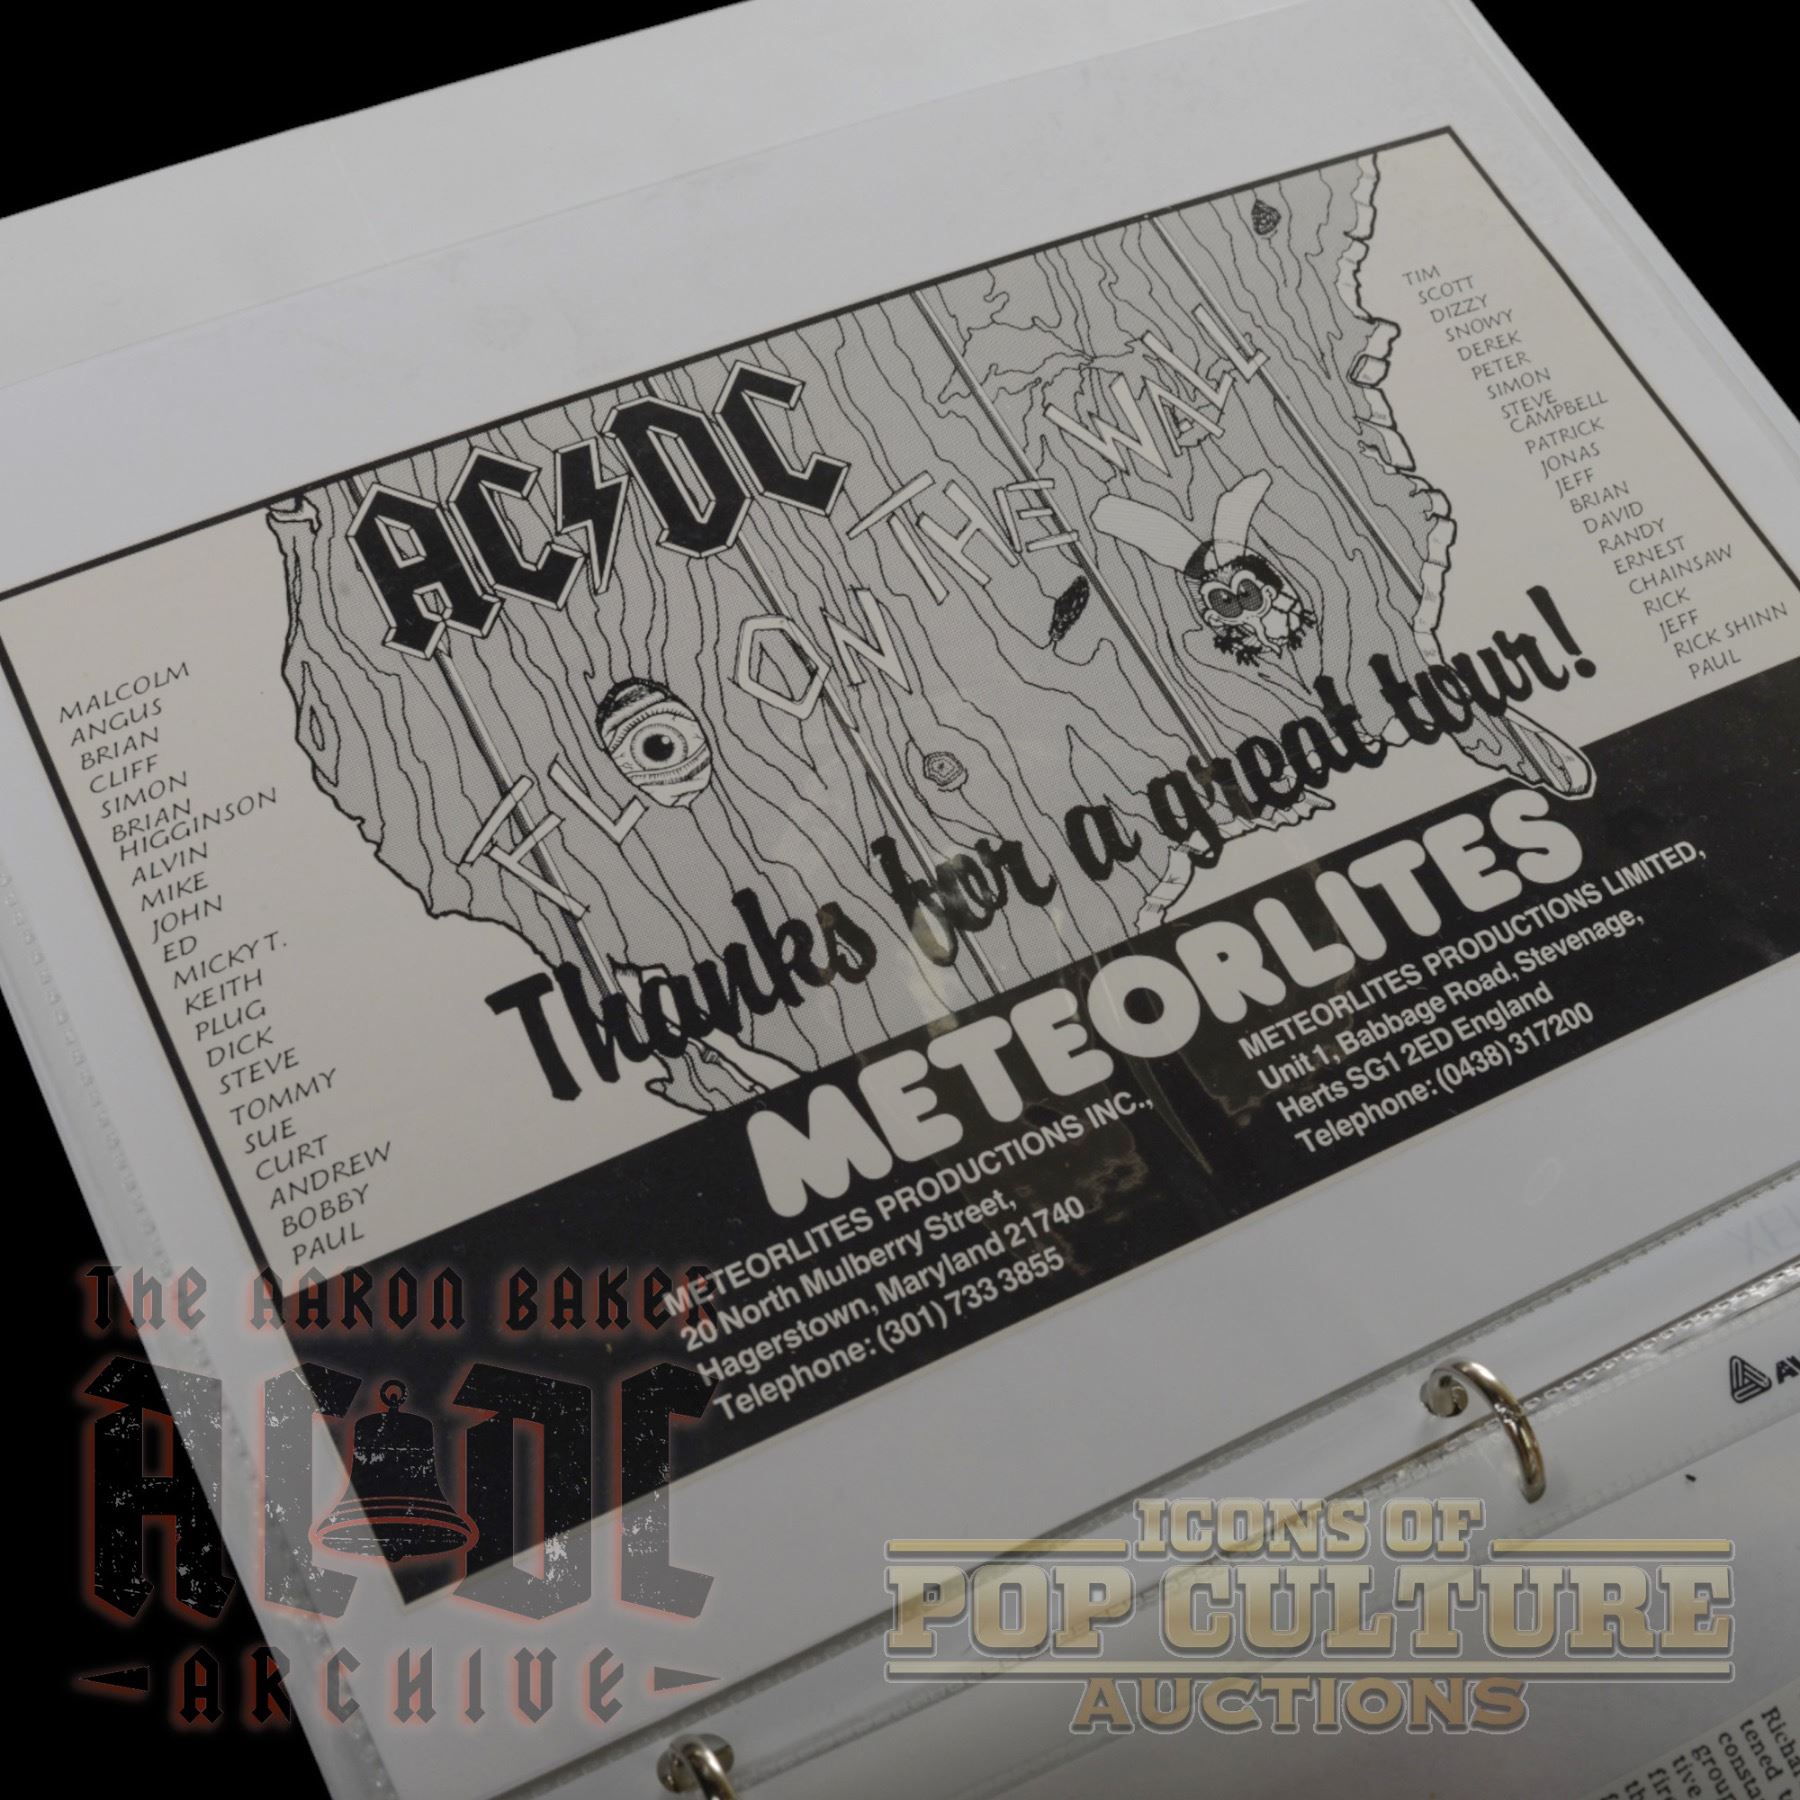 AC/DC
FLY ON THE WALL
Thanks for a great tour!
MALCOLM
ANGUS
BRIAN
CLIFF
SIMON
BRIAN
HIGGINSON
ALVIN
MIKE
JOHN
ED
MICKY T.
KEITH
PLUG
DICK
STEVE
TOMMY
SUE
CURT
ANDREW
BOBBY
PAUL
TIM
SCOTT
DIZZY
SNOWY
DEREK
PETER
SIMON
STEVE
CAMPBELL
PATRICK
JONAS
JEFF
BRIAN
DAVID
RANDY
ERNEST
CHAINSAW
RICK
JEFF
RICK SHINN
PAUL
METEORLITES
METEORLITES PRODUCTIONS INC.,
20 North Mulberry Street,
Hagerstown, Maryland 21740
Telephone: (301) 733 3855
METEORLITES PRODUCTIONS LIMITED,
Unit 1, Babbage Road, Stevenage,
Herts SG1 2ED England
Telephone: (0438) 317200
THE AARON BAKER
AC DC
ARCHIVE
ICONS OF
POP CULTURE
AUCTIONS